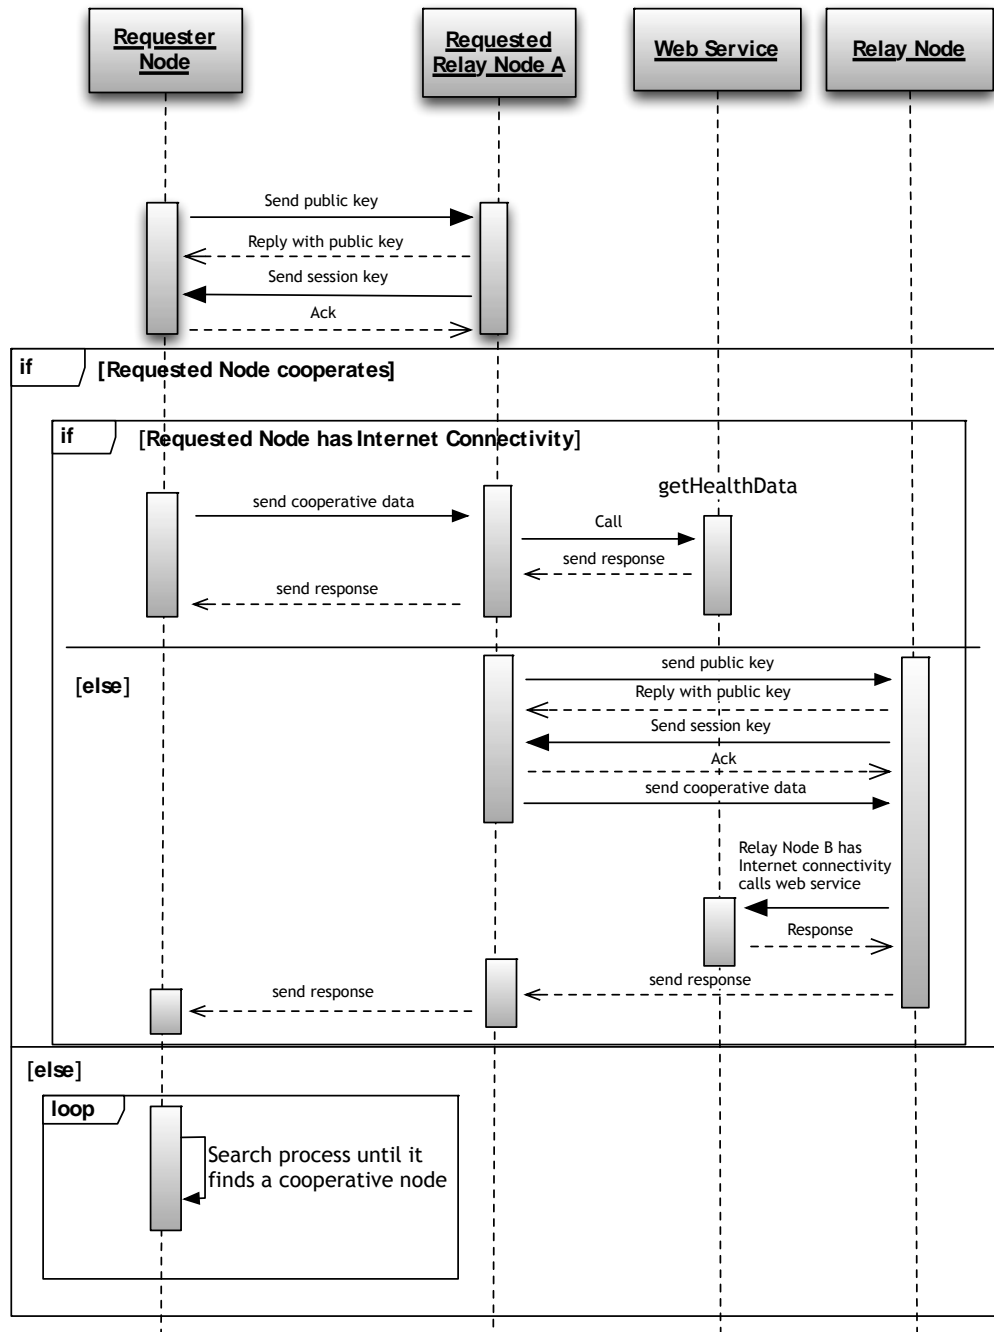 Requester
Node
Requested
Relay Node A
Web Service
Relay Node
Send public key
Reply with public key
Send session key
Ack
if
[Requested Node cooperates]
if
[Requested Node has Internet Connectivity]
getHealthData
send cooperative data
Call
send response
send response
[else]
send public key
Reply with public key
Send session key
Ack
send cooperative data
Relay Node B has
Internet connectivity
calls web service
Response
send response
send response
[else]
loop
Search process until it
finds a cooperative node